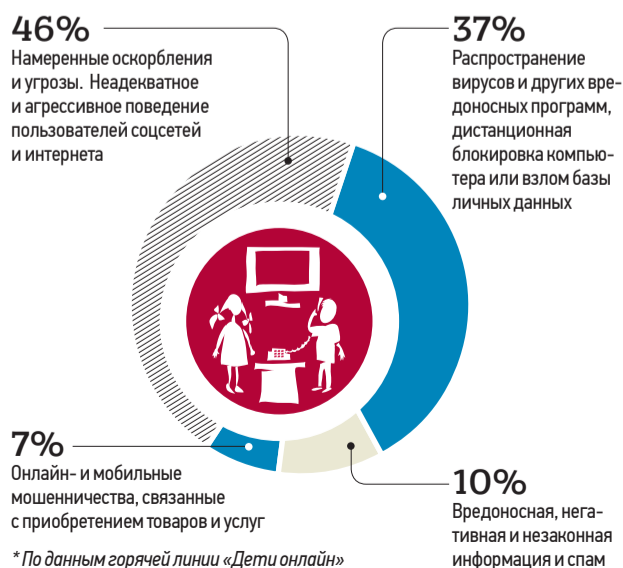 46%
Намеренные оскорбления
и угрозы. Неадекватное
и агрессивное поведение
пользователей соцсетей
и интернета
37%
Распространение
вирусов и других вре-
доносных программ,
дистанционная
блокировка компью-
тера или взлом базы
личных данных
7%
Онлайн- и мобильные
мошенничества, связанные
с приобретением товаров и услуг
10%
Вредоносная, нега-
тивная и незаконная
информация и спам
* По данным горячей линии «Дети онлайн»